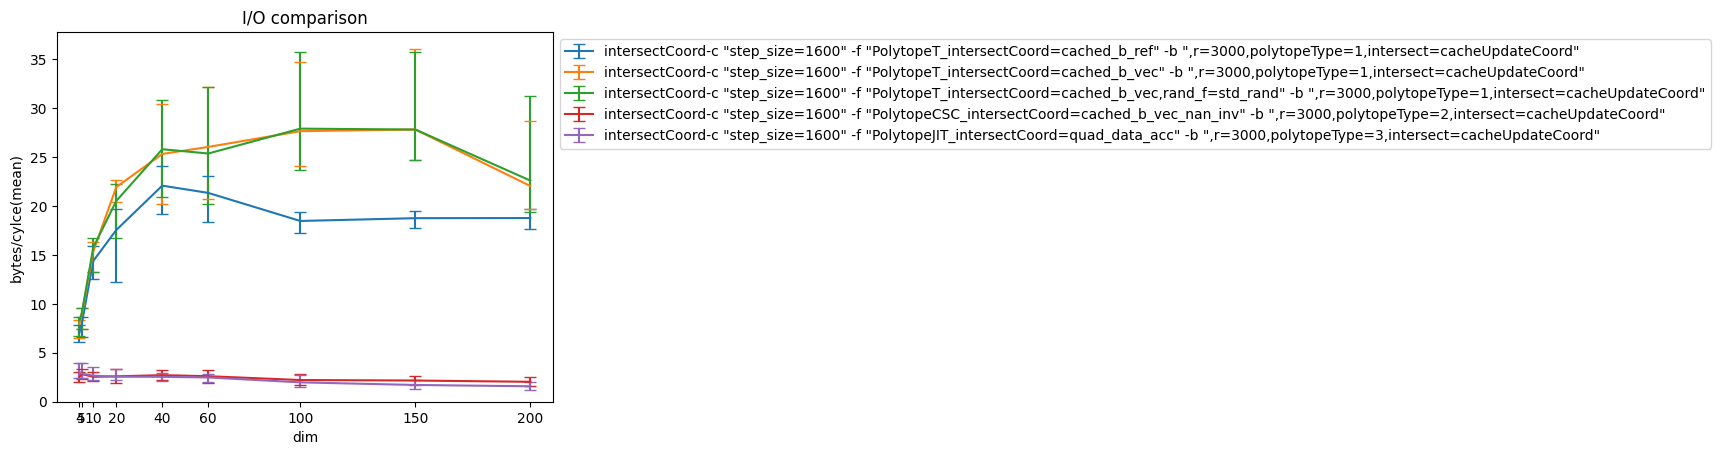 I/O comparison
bytes/cylce(mean)
35
30
25
20
15
10
5
0
4 5 10 20 40 60 100 150 200
dim
intersectCoord-c "step_size=1600" -f "PolytopeT_intersectCoord=cached_b_ref" -b ",r=3000,polytopeType=1,intersect=cacheUpdateCoord"
intersectCoord-c "step_size=1600" -f "PolytopeT_intersectCoord=cached_b_vec" -b ",r=3000,polytopeType=1,intersect=cacheUpdateCoord"
intersectCoord-c "step_size=1600" -f "PolytopeT_intersectCoord=cached_b_vec,rand_f=std_rand" -b ",r=3000,polytopeType=1,intersect=cacheUpdateCoord"
intersectCoord-c "step_size=1600" -f "PolytopeCSC_intersectCoord=cached_b_vec_nan_inv" -b ",r=3000,polytopeType=2,intersect=cacheUpdateCoord"
intersectCoord-c "step_size=1600" -f "PolytopeJIT_intersectCoord=quad_data_acc" -b ",r=3000,polytopeType=3,intersect=cacheUpdateCoord"